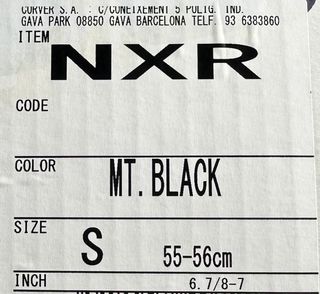 CORVER S.A. : C/CONEIXEMENT 5 POLIG. IND.
GAVA PARK 08850 GAVA BARCELONA TELF. 93 6383860
ITEM
NXR
CODE
COLOR
MT. BLACK
SIZE
S 55-56cm
INCH 6.7/8-7